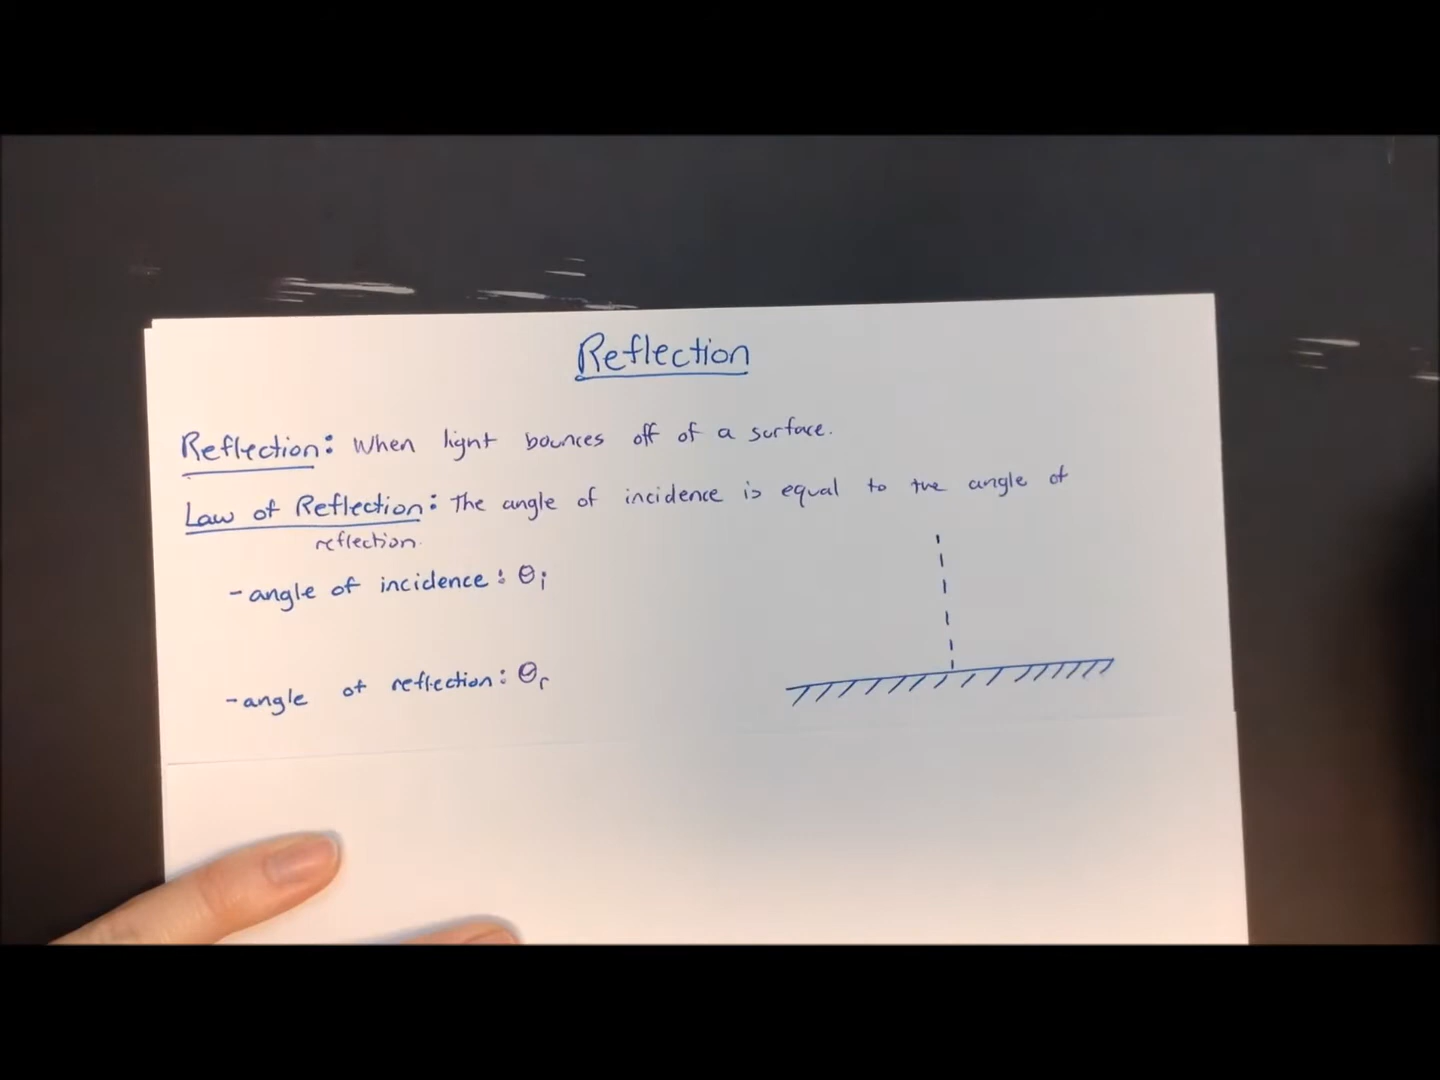 Reflection
Reflection: When light bounces off of a surface.
Law of Reflection: The angle of incidence is equal to the angle of
reflection.
- angle of incidence: θi
- angle of reflection: θr